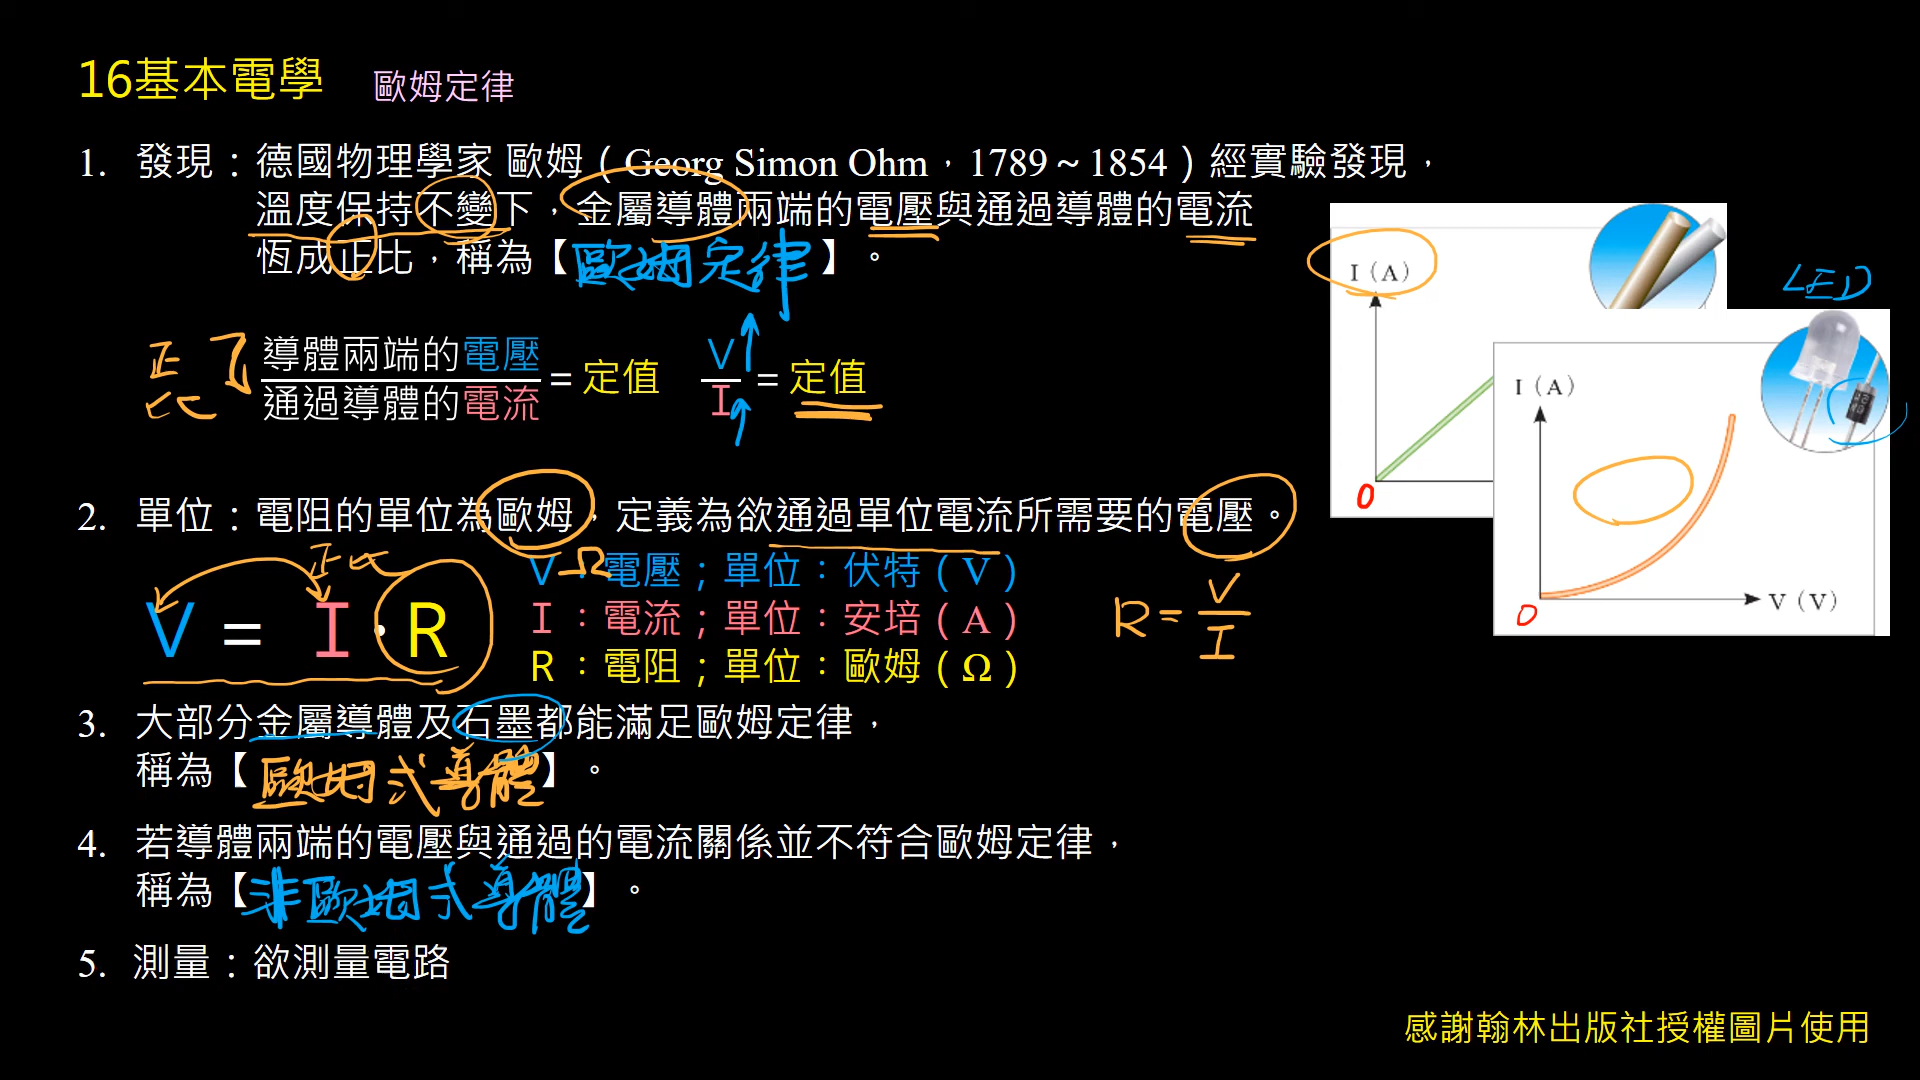 16基本電學 歐姆定律
1. 發現：德國物理學家 歐姆（Georg Simon Ohm，1789～1854）經實驗發現，
溫度保持不變下，金屬導體兩端的電壓與通過導體的電流
恆成正比，稱為【歐姆定律】。
正比
導體兩端的電壓 / 通過導體的電流 = 定值 V / I = 定值
2. 單位：電阻的單位為歐姆，定義為欲通過單位電流所需要的電壓。
正比 Ω
V = I · R
V：電壓；單位：伏特（V）
I：電流；單位：安培（A）
R：電阻；單位：歐姆（Ω）
R = V / I
3. 大部分金屬導體及石墨都能滿足歐姆定律，
稱為【歐姆式導體】。
4. 若導體兩端的電壓與通過的電流關係並不符合歐姆定律，
稱為【非歐姆式導體】。
5. 測量：欲測量電路
I（A）
0
LED
I（A）
0
V（V）
感謝翰林出版社授權圖片使用